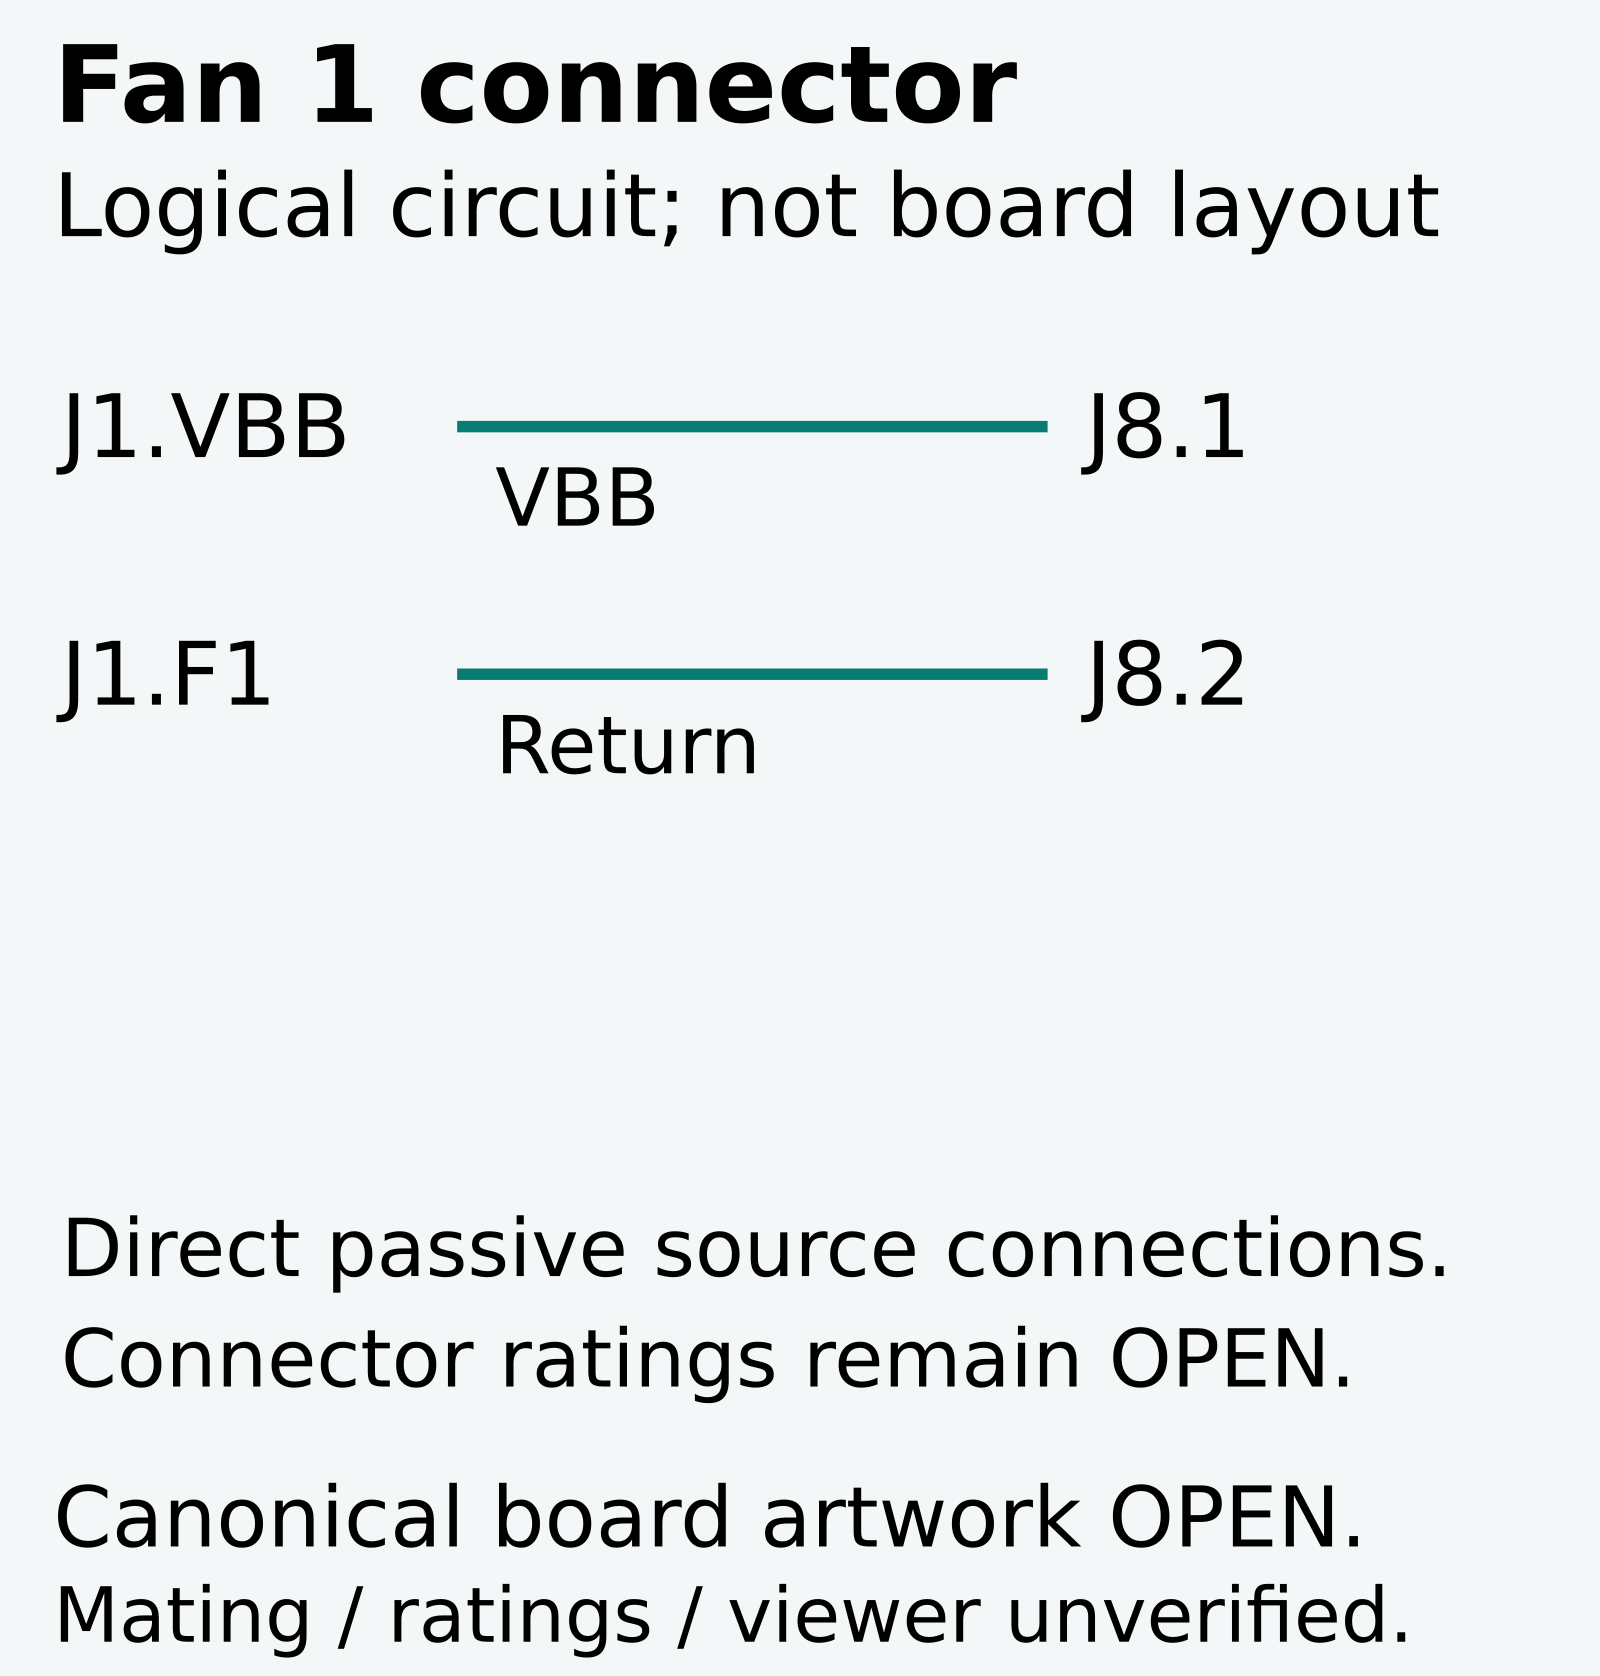 Fan 1 connector
Logical circuit; not board layout
J1.VBB J8.1
VBB
J1.F1 J8.2
Return
Direct passive source connections.
Connector ratings remain OPEN.
Canonical board artwork OPEN.
Mating / ratings / viewer unverified.